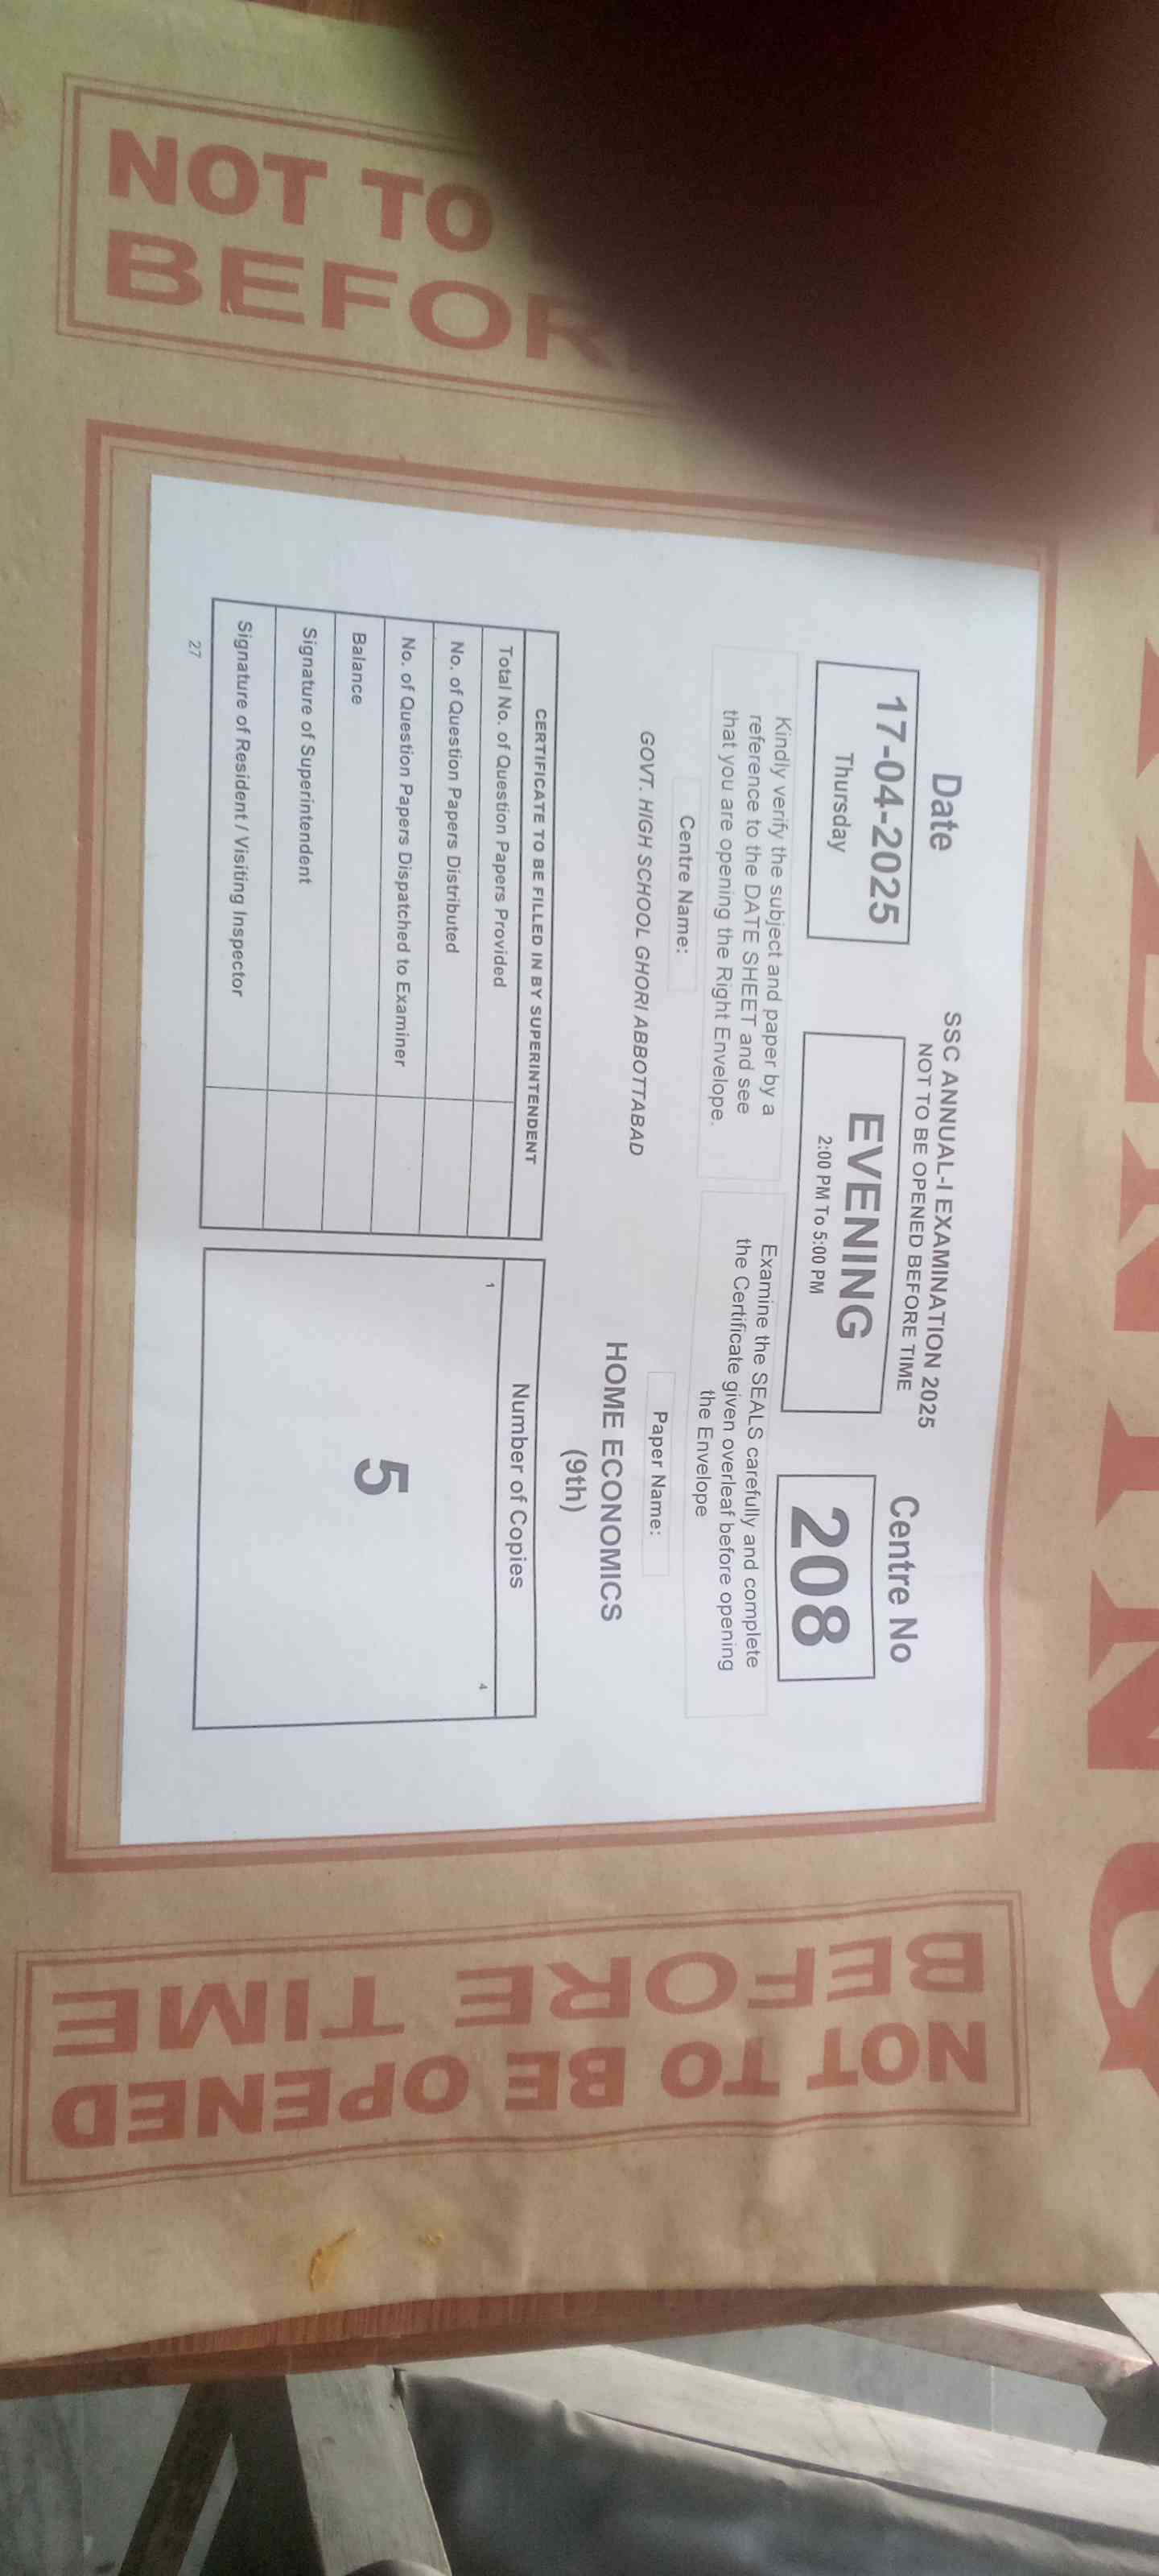 EVENING
NOT TO
BEFOR
Date
17-04-2025
Thursday
SSC ANNUAL-I EXAMINATION 2025
NOT TO BE OPENED BEFORE TIME
EVENING
2:00 PM To 5:00 PM
Centre No
208
Kindly verify the subject and paper by a
reference to the DATE SHEET and see
that you are opening the Right Envelope.
Examine the SEALS carefully and complete
the Certificate given overleaf before opening
the Envelope
Centre Name:
GOVT. HIGH SCHOOL GHORI ABBOTTABAD
Paper Name:
HOME ECONOMICS
(9th)
CERTIFICATE TO BE FILLED IN BY SUPERINTENDENT
Total No. of Question Papers Provided
No. of Question Papers Distributed
No. of Question Papers Dispatched to Examiner
Balance
Signature of Superintendent
Signature of Resident / Visiting Inspector
27
Number of Copies
1
4
5
NOT TO BE OPENED
BEFORE TIME